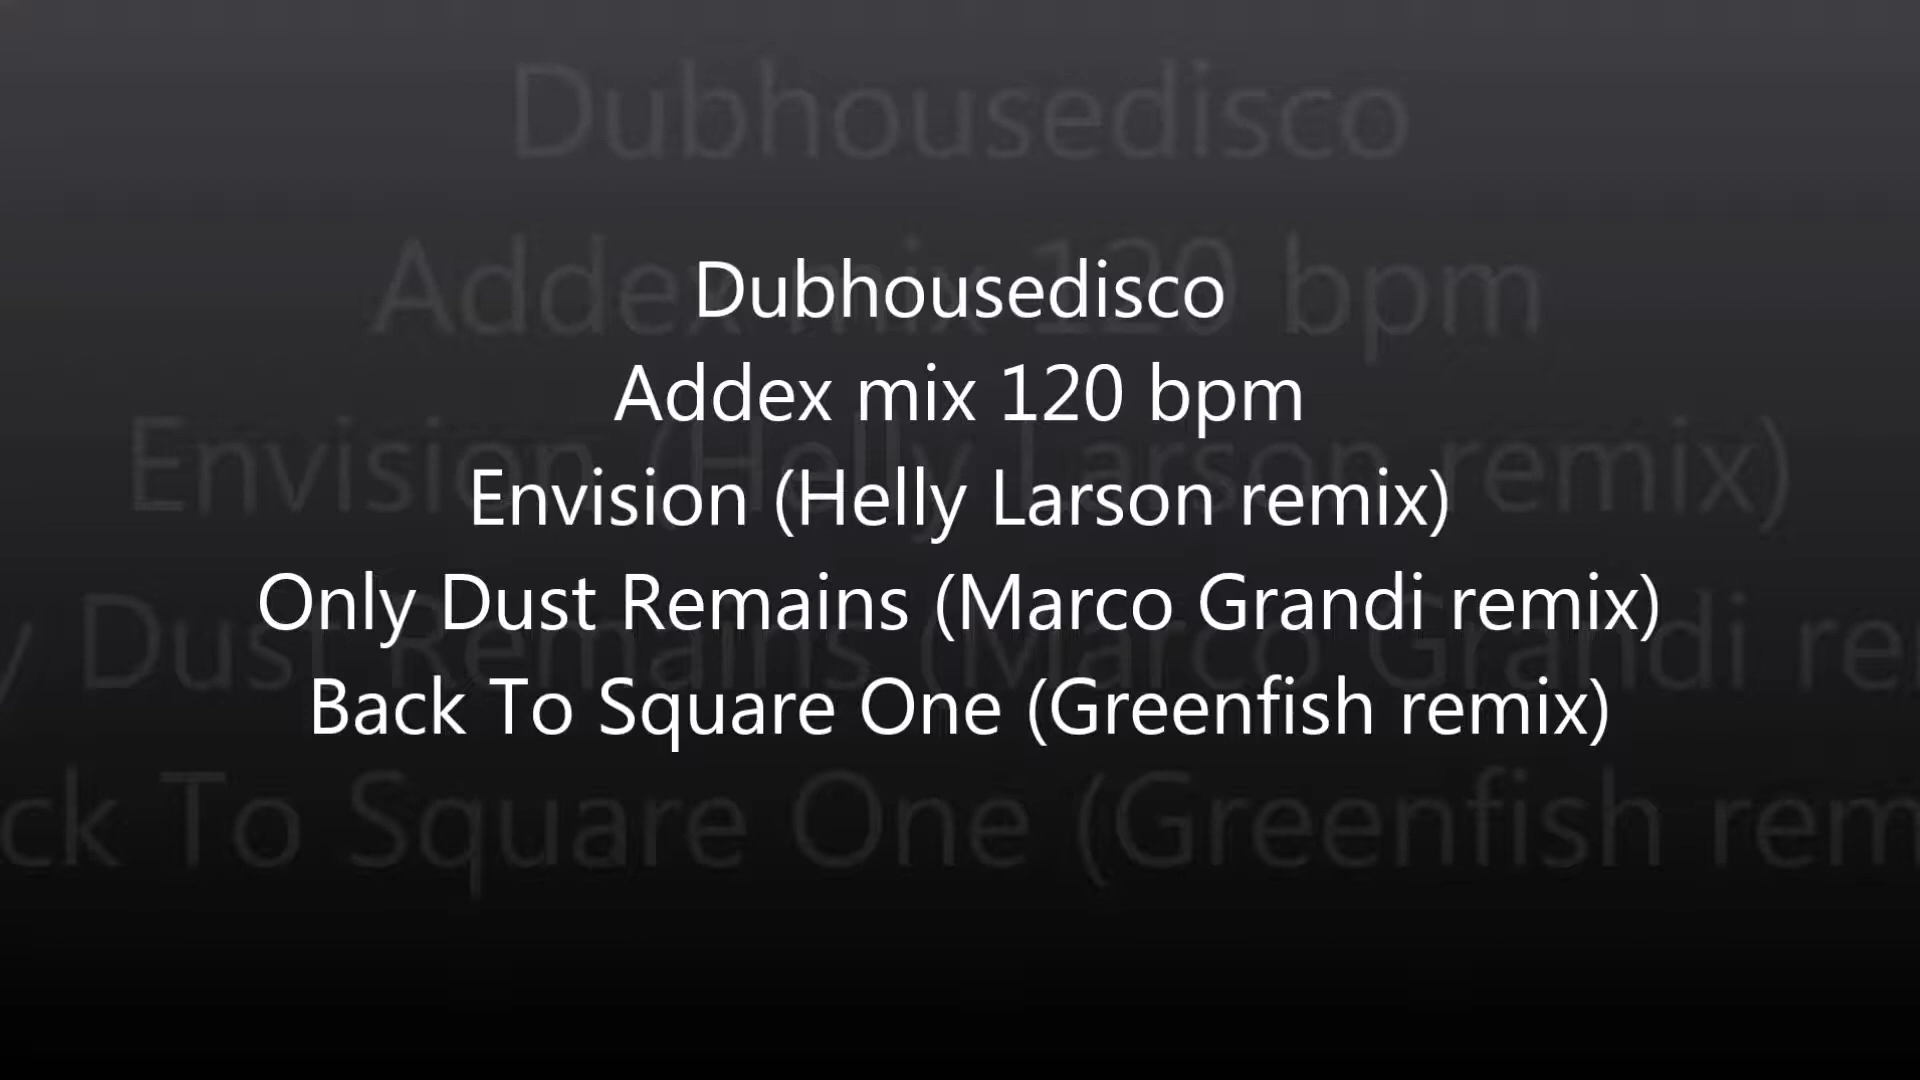 Dubhousedisco
Addex mix 120 bpm
Envision (Helly Larson remix)
Only Dust Remains (Marco Grandi remix)
Back To Square One (Greenfish remix)